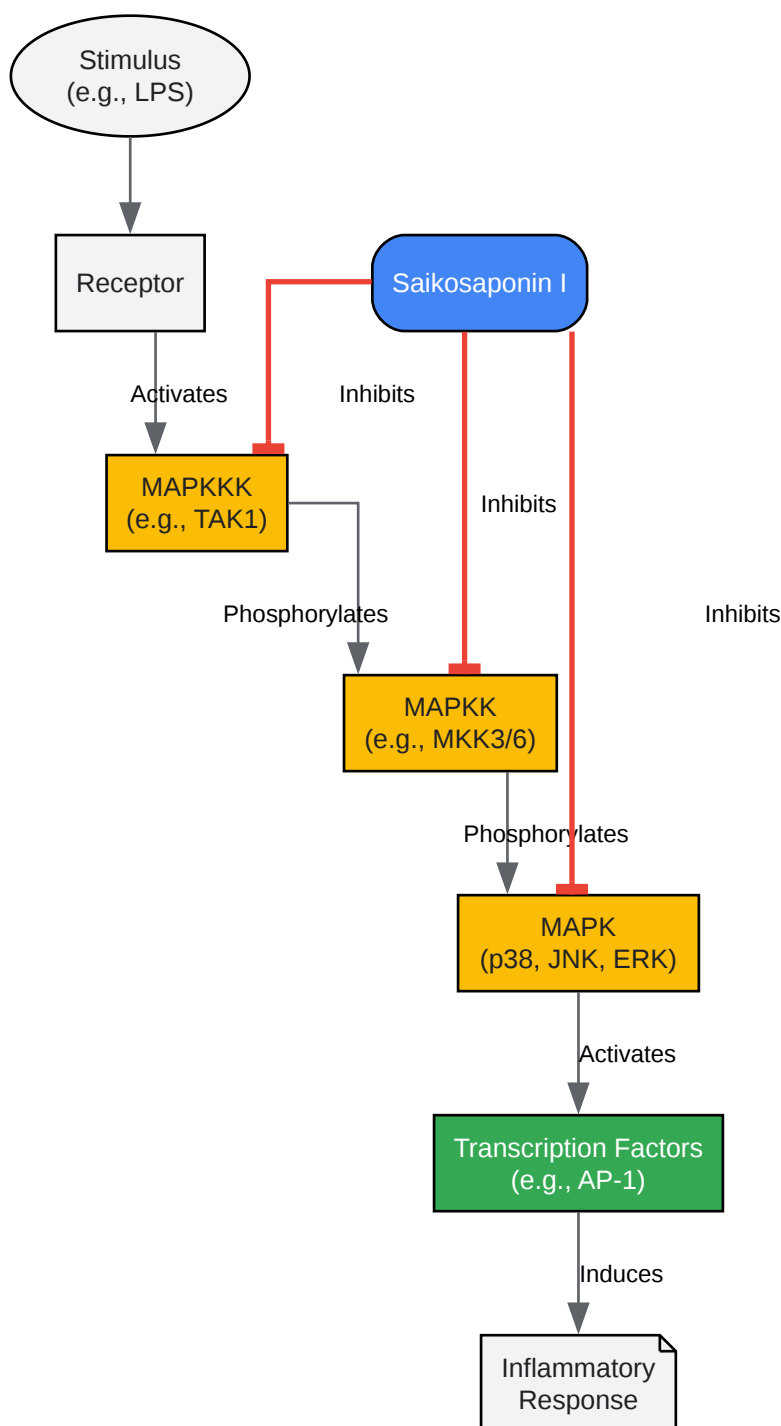 Stimulus
(e.g., LPS)
Receptor
Saikosaponin I
Activates
Inhibits
MAPKKK
(e.g., TAK1)
Inhibits
Phosphorylates
Inhibits
MAPKK
(e.g., MKK3/6)
Phosphorylates
MAPK
(p38, JNK, ERK)
Activates
Transcription Factors
(e.g., AP-1)
Induces
Inflammatory
Response